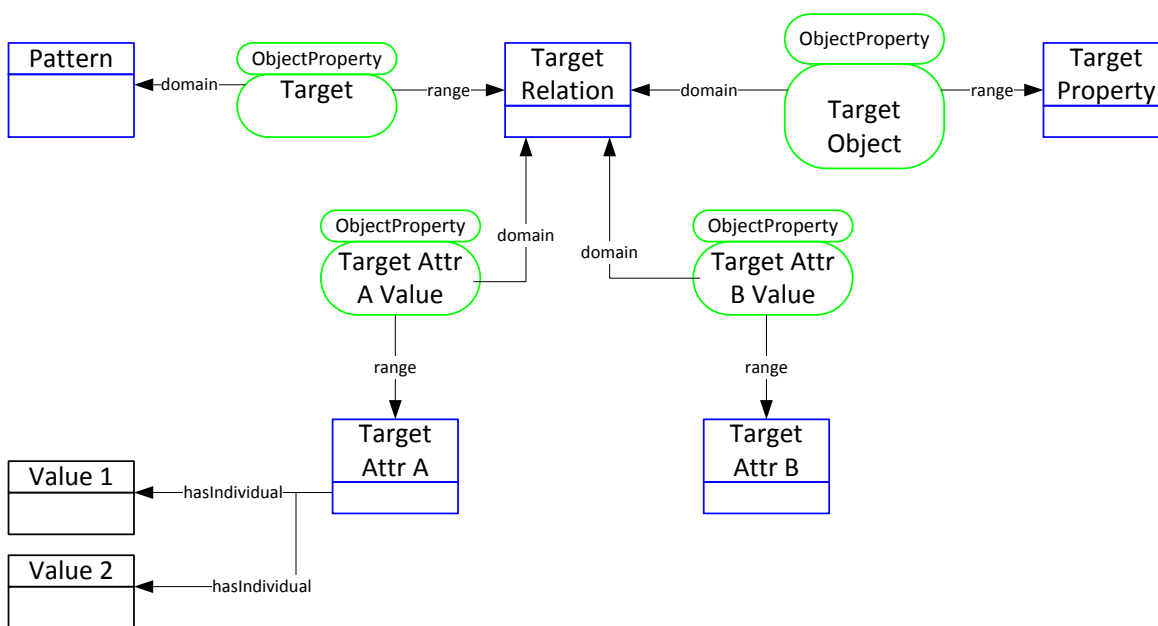 Pattern
ObjectProperty
Target
Target
Relation
ObjectProperty
Target
Object
Target
Property
domain
range
domain
range
ObjectProperty
Target Attr
A Value
domain
domain
ObjectProperty
Target Attr
B Value
range
range
Target
Attr A
Target
Attr B
Value 1
hasIndividual
Value 2
hasIndividual